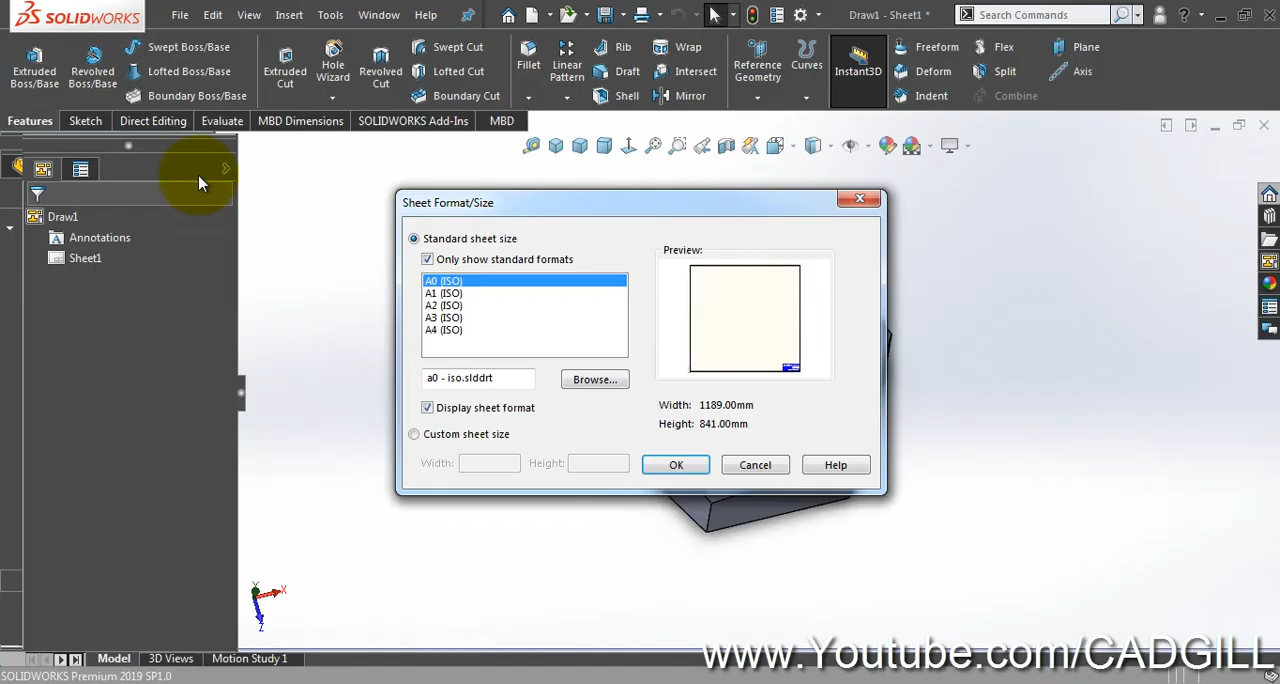 SOLIDWORKS
File Edit View Insert Tools Window Help
Draw1 - Sheet1 *
Search Commands
Extruded Boss/Base
Revolved Boss/Base
Swept Boss/Base
Lofted Boss/Base
Boundary Boss/Base
Extruded Cut
Hole Wizard
Revolved Cut
Swept Cut
Lofted Cut
Boundary Cut
Fillet
Linear Pattern
Rib
Draft
Shell
Wrap
Intersect
Mirror
Reference Geometry
Curves
Instant3D
Freeform
Deform
Indent
Flex
Split
Combine
Plane
Axis
Features Sketch Direct Editing Evaluate MBD Dimensions SOLIDWORKS Add-Ins MBD
Draw1
Annotations
Sheet1
Sheet Format/Size
Standard sheet size
Only show standard formats
A0 (ISO)
A1 (ISO)
A2 (ISO)
A3 (ISO)
A4 (ISO)
a0 - iso.slddrt
Browse...
Display sheet format
Custom sheet size
Width: Height:
Preview:
Width: 1189.00mm
Height: 841.00mm
OK Cancel Help
Y
X
Z
Model 3D Views Motion Study 1
www.Youtube.com/CADGILL
SOLIDWORKS Premium 2019 SP1.0